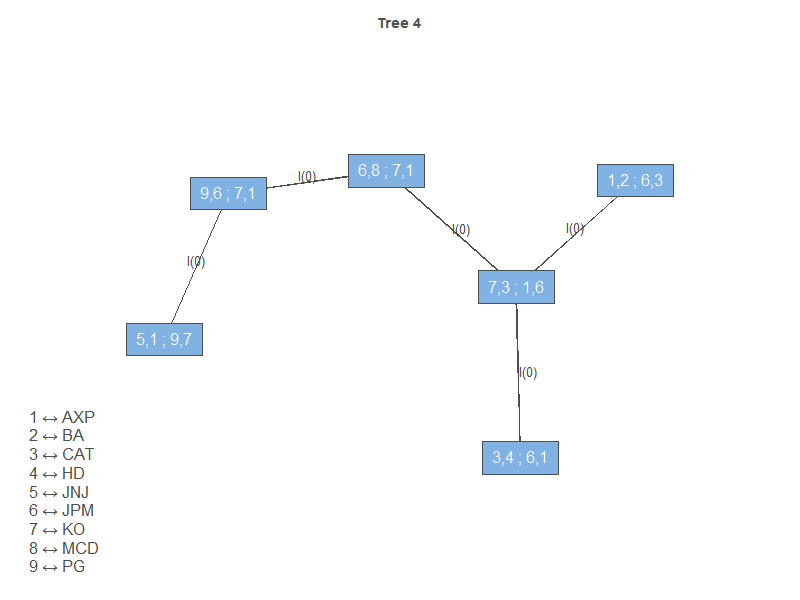 Tree 4
6,8 ; 7,1
1,2 ; 6,3
I(0)
9,6 ; 7,1
I(0)
I(0)
I(0)
7,3 ; 1,6
5,1 ; 9,7
I(0)
3,4 ; 6,1
1 ↔ AXP
2 ↔ BA
3 ↔ CAT
4 ↔ HD
5 ↔ JNJ
6 ↔ JPM
7 ↔ KO
8 ↔ MCD
9 ↔ PG